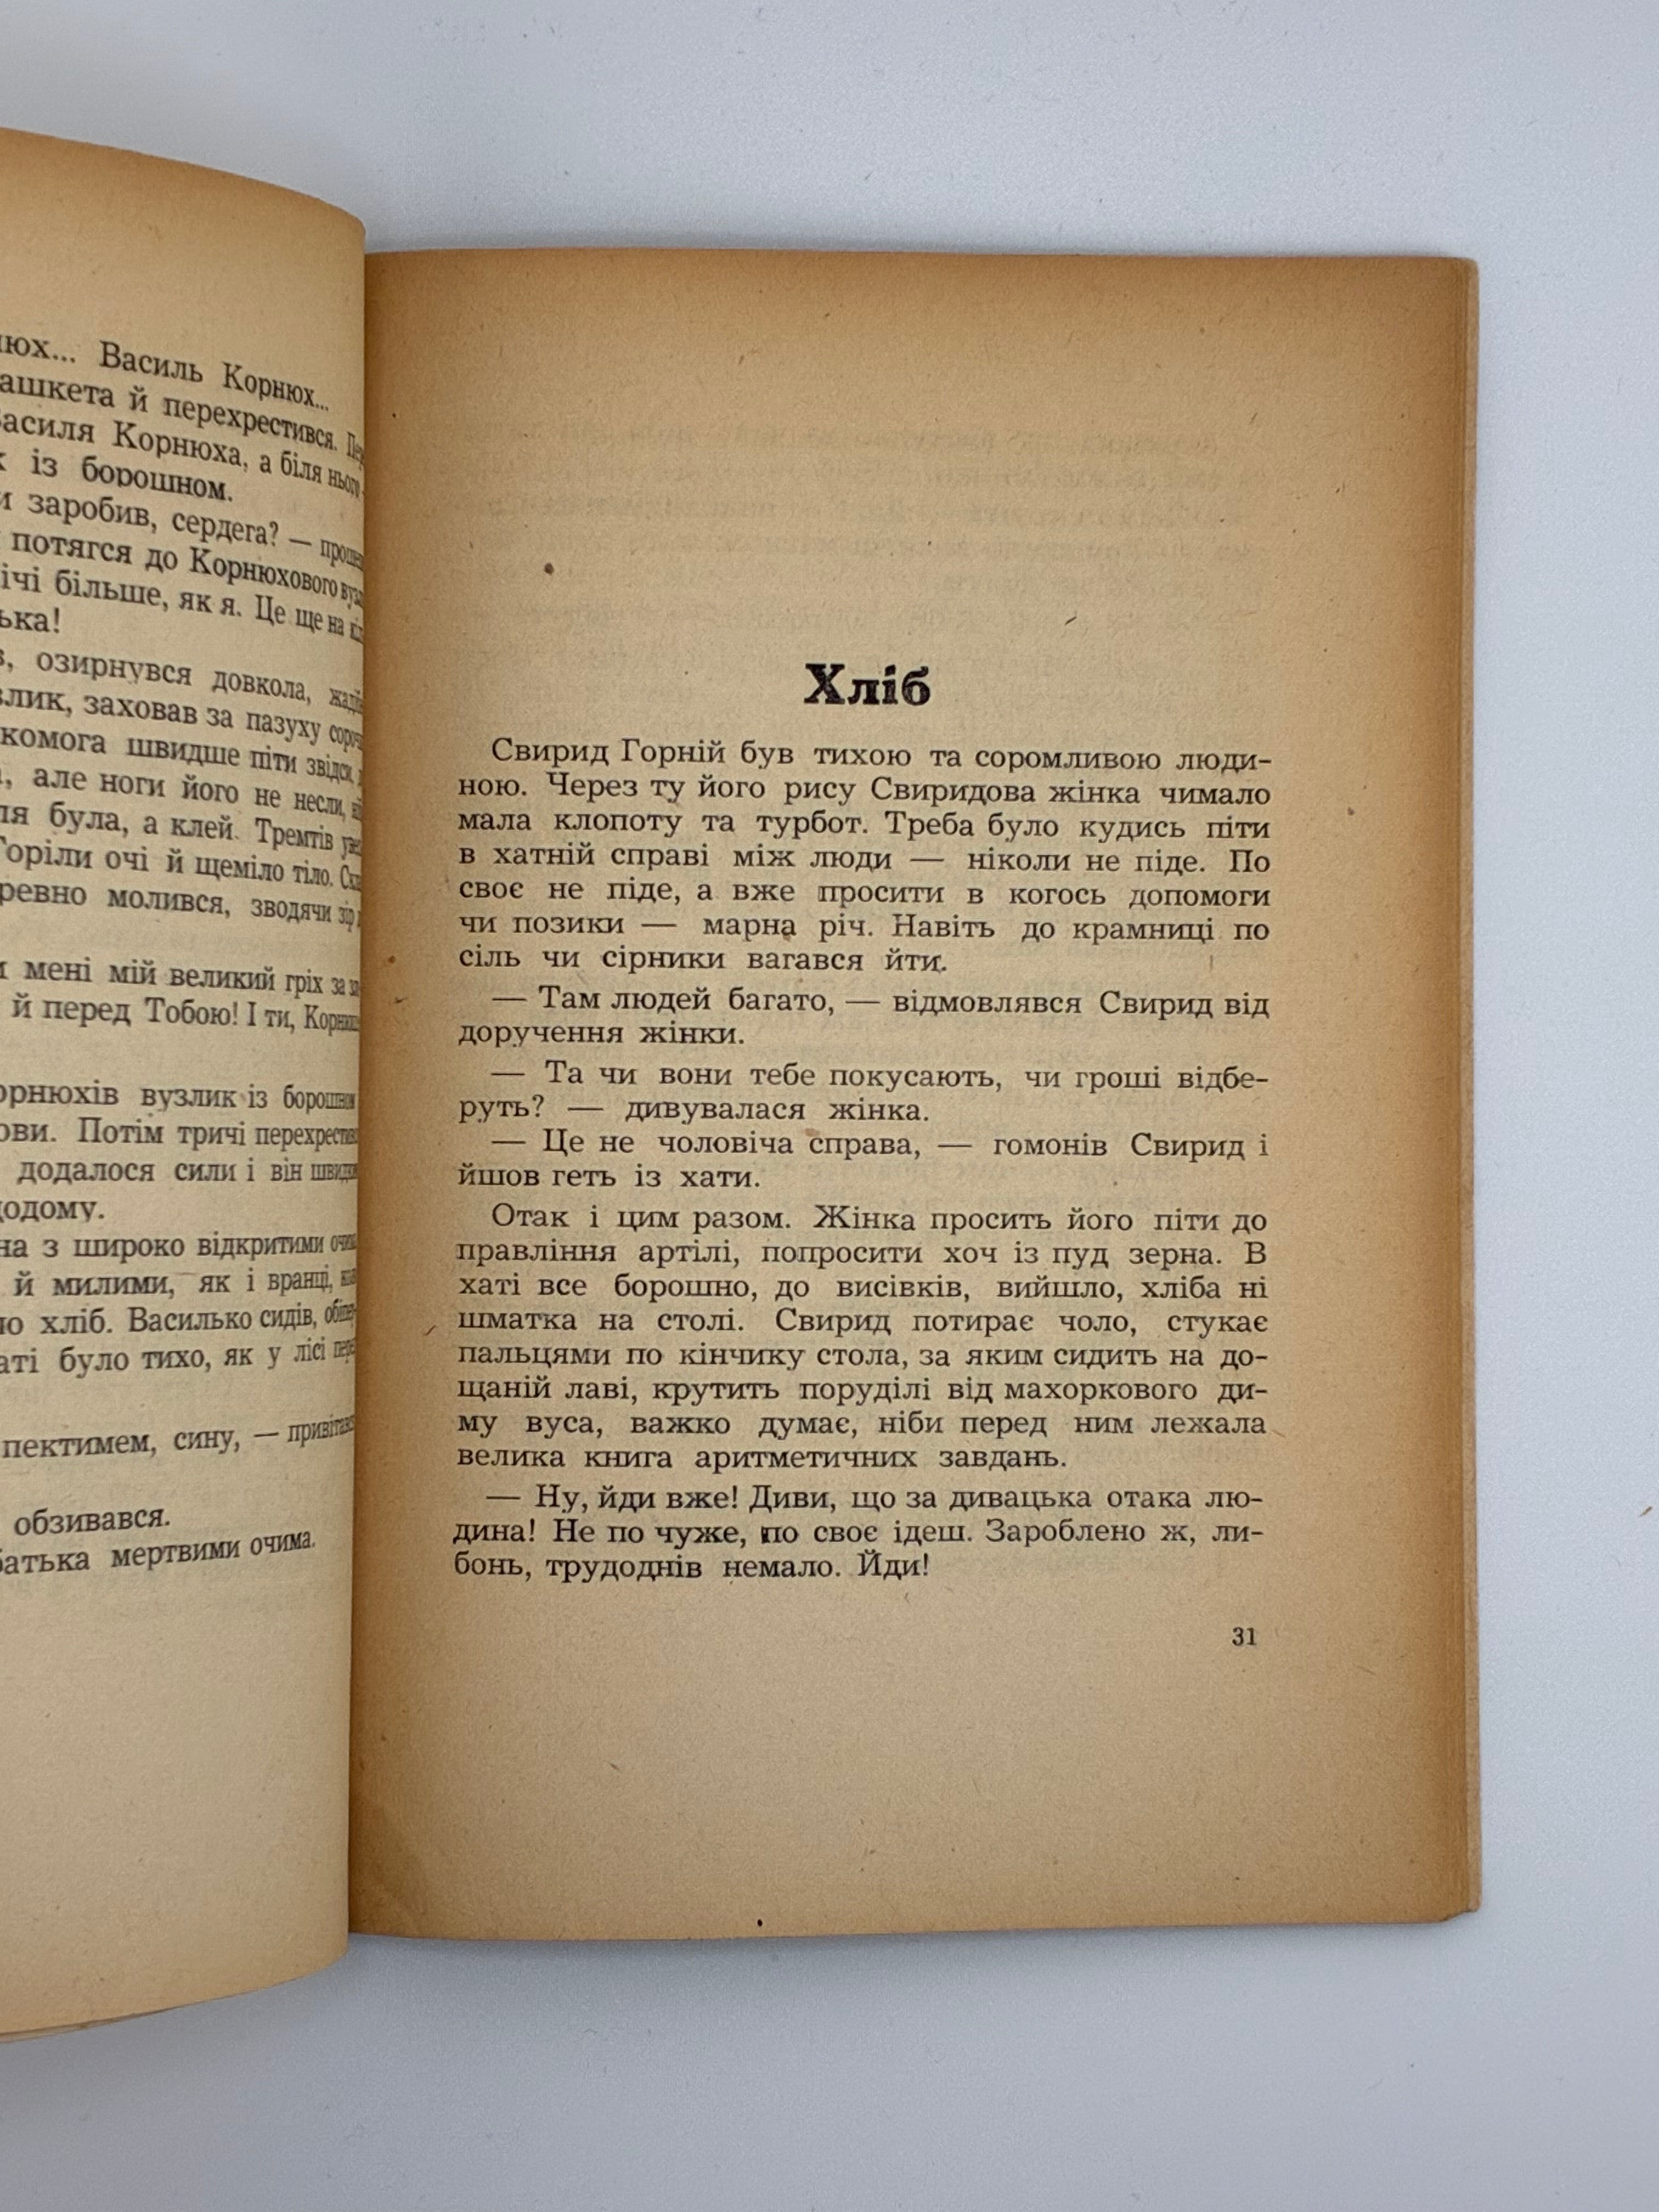 Василь Корнюх...
ашкета й перехрестився.
Василя Корнюха, а біля нього
із борошном.
заробив, сердега? —
потягся до Корнюхового
більше, як я. Це ще на
озирнувся довкола,
заховав за пазуху
швидше піти звідси,
але ноги його не несли,
була, а клей. Тремтів
Горіли очі й щеміло тіло.
ревно молився, зводячи зір
мені мій великий гріх за
й перед Тобою! І ти,
вузлик із борошном
Потім тричі
додалося сили і він
додому.
на з широко відкритими очима
й милими, як і вранці,
хліб. Василько сидів,
було тихо, як у лісі
пектимем, сину, —
обзивався.
батька мертвими очима.
Хліб
Свирид Горній був тихою та соромливою люди-
ною. Через ту його рису Свиридова жінка чимало
мала клопоту та турбот. Треба було кудись піти
в хатній справі між люди — ніколи не піде. По
своє не піде, а вже просити в когось допомоги
чи позики — марна річ. Навіть до крамниці по
сіль чи сірники вагався йти.
— Там людей багато, — відмовлявся Свирид від
доручення жінки.
— Та чи вони тебе покусають, чи гроші відбе-
руть? — дивувалася жінка.
— Це не чоловіча справа, — гомонів Свирид і
йшов геть із хати.
Отак і цим разом. Жінка просить його піти до
правління артілі, попросити хоч із пуд зерна. В
хаті все борошно, до висівків, вийшло, хліба ні
шматка на столі. Свирид потирає чоло, стукає
пальцями по кінчику стола, за яким сидить на до-
щаній лаві, крутить поруділі від махоркового ди-
му вуса, важко думає, ніби перед ним лежала
велика книга аритметичних завдань.
— Ну, йди вже! Диви, що за дивацька отака лю-
дина! Не по чуже, по своє ідеш. Зароблено ж, ли-
бонь, трудоднів немало. Йди!
31